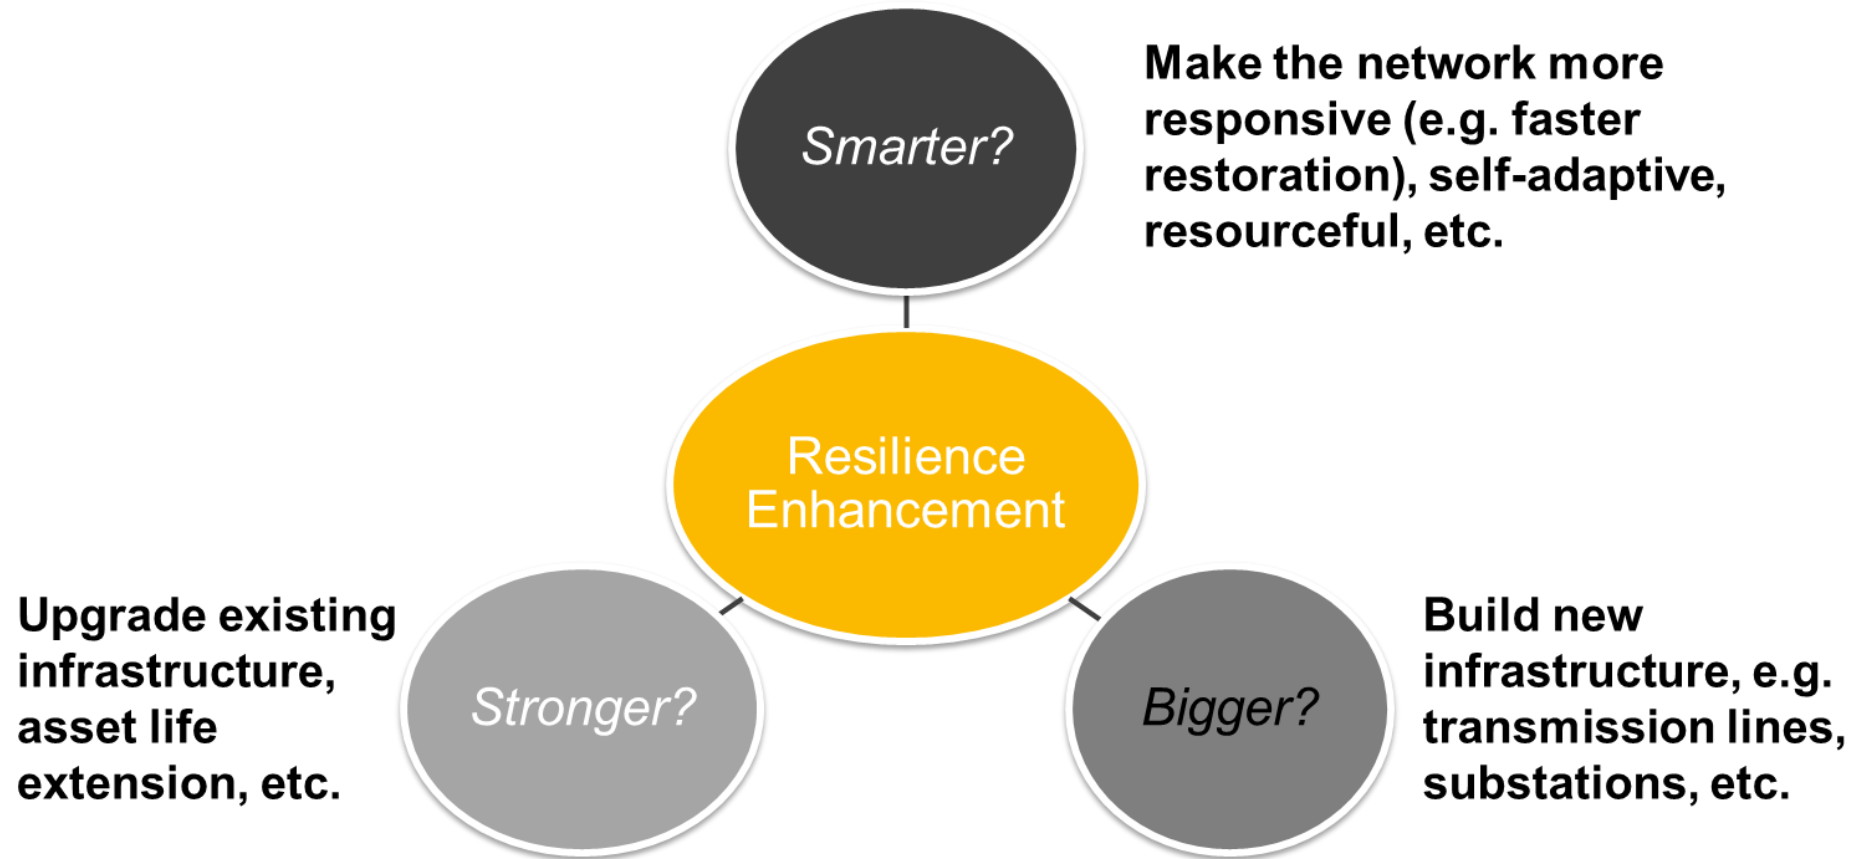 Smarter?
Make the network more
responsive (e.g. faster
restoration), self-adaptive,
resourceful, etc.
Resilience
Enhancement
Upgrade existing
infrastructure,
asset life
extension, etc.
Stronger?
Bigger?
Build new
infrastructure, e.g.
transmission lines,
substations, etc.